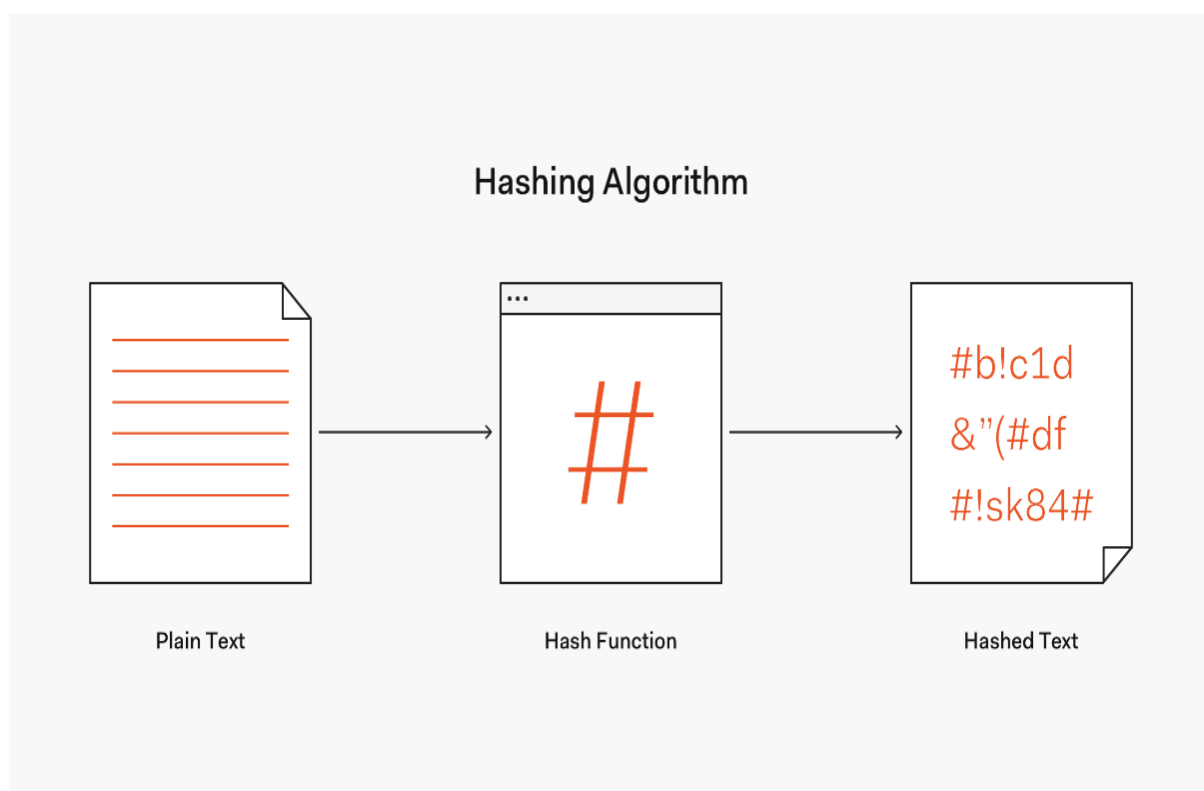 Hashing Algorithm
#
#b!c1d
&”(#df
#!sk84#
Plain Text
Hash Function
Hashed Text